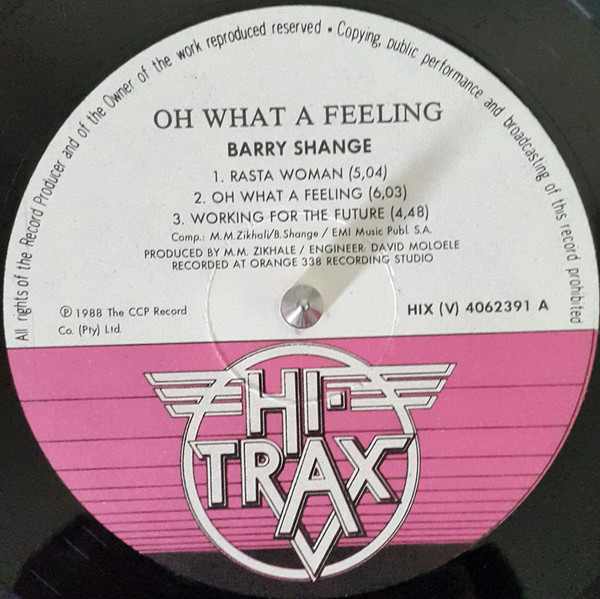 All rights of the Record Producer and of the Owner of the work reproduced reserved • Copying, public performance and broadcasting of this record prohibited
OH WHAT A FEELING
BARRY SHANGE
1. RASTA WOMAN (5,04)
2. OH WHAT A FEELING (6,03)
3. WORKING FOR THE FUTURE (4,48)
Comp.: M.M.Zikhali/B.Shange / EMI Music Publ. S.A.
PRODUCED BY M.M. ZIKHALE / ENGINEER: DAVID MOLOELE
RECORDED AT ORANGE 338 RECORDING STUDIO
℗ 1988 The CCP Record
Co. (Pty) Ltd.
HIX (V) 4062391 A
HI-
TRAX